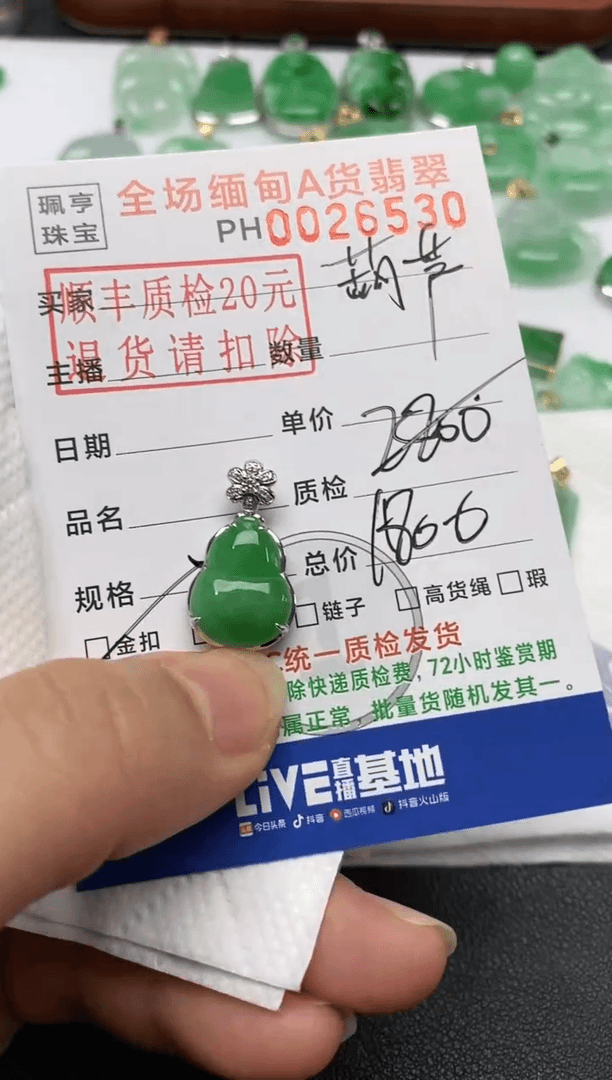 珮亨
珠宝
全场缅甸A货翡翠
PH0026530
买家 葫芦
顺丰质检20元
退货请扣除
主播 数量
日期 单价 2800
品名 质检
规格 总价 1800
金扣 链子 高货绳 瑕
统一质检发货
除快递质检费，72小时鉴赏期
属正常，批量货随机发其一。
LIVE直播基地
今日头条 抖音 西瓜视频 抖音火山版